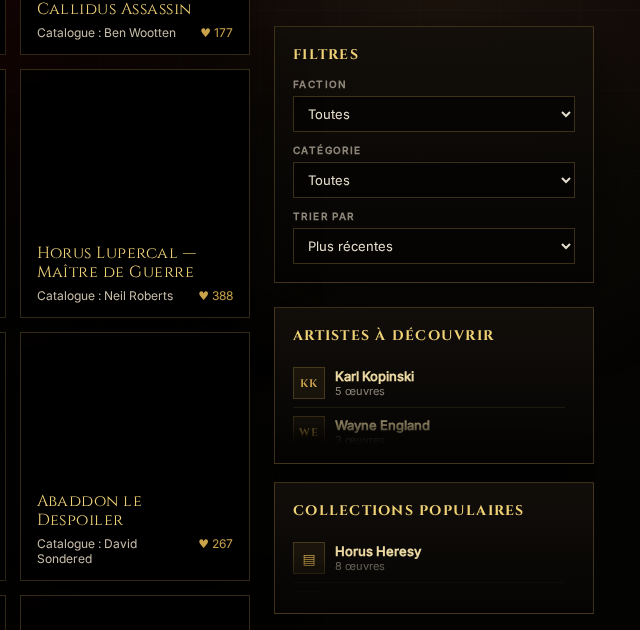 Callidus Assassin
Catalogue : Ben Wootten ♥ 177
Horus Lupercal —
Maître de Guerre
Catalogue : Neil Roberts ♥ 388
Abaddon le
Despoiler
Catalogue : David
Sondered ♥ 267
FILTRES
FACTION
Toutes
CATÉGORIE
Toutes
TRIER PAR
Plus récentes
ARTISTES À DÉCOUVRIR
KK Karl Kopinski
5 œuvres
WE Wayne England
3 œuvres
COLLECTIONS POPULAIRES
Horus Heresy
8 œuvres